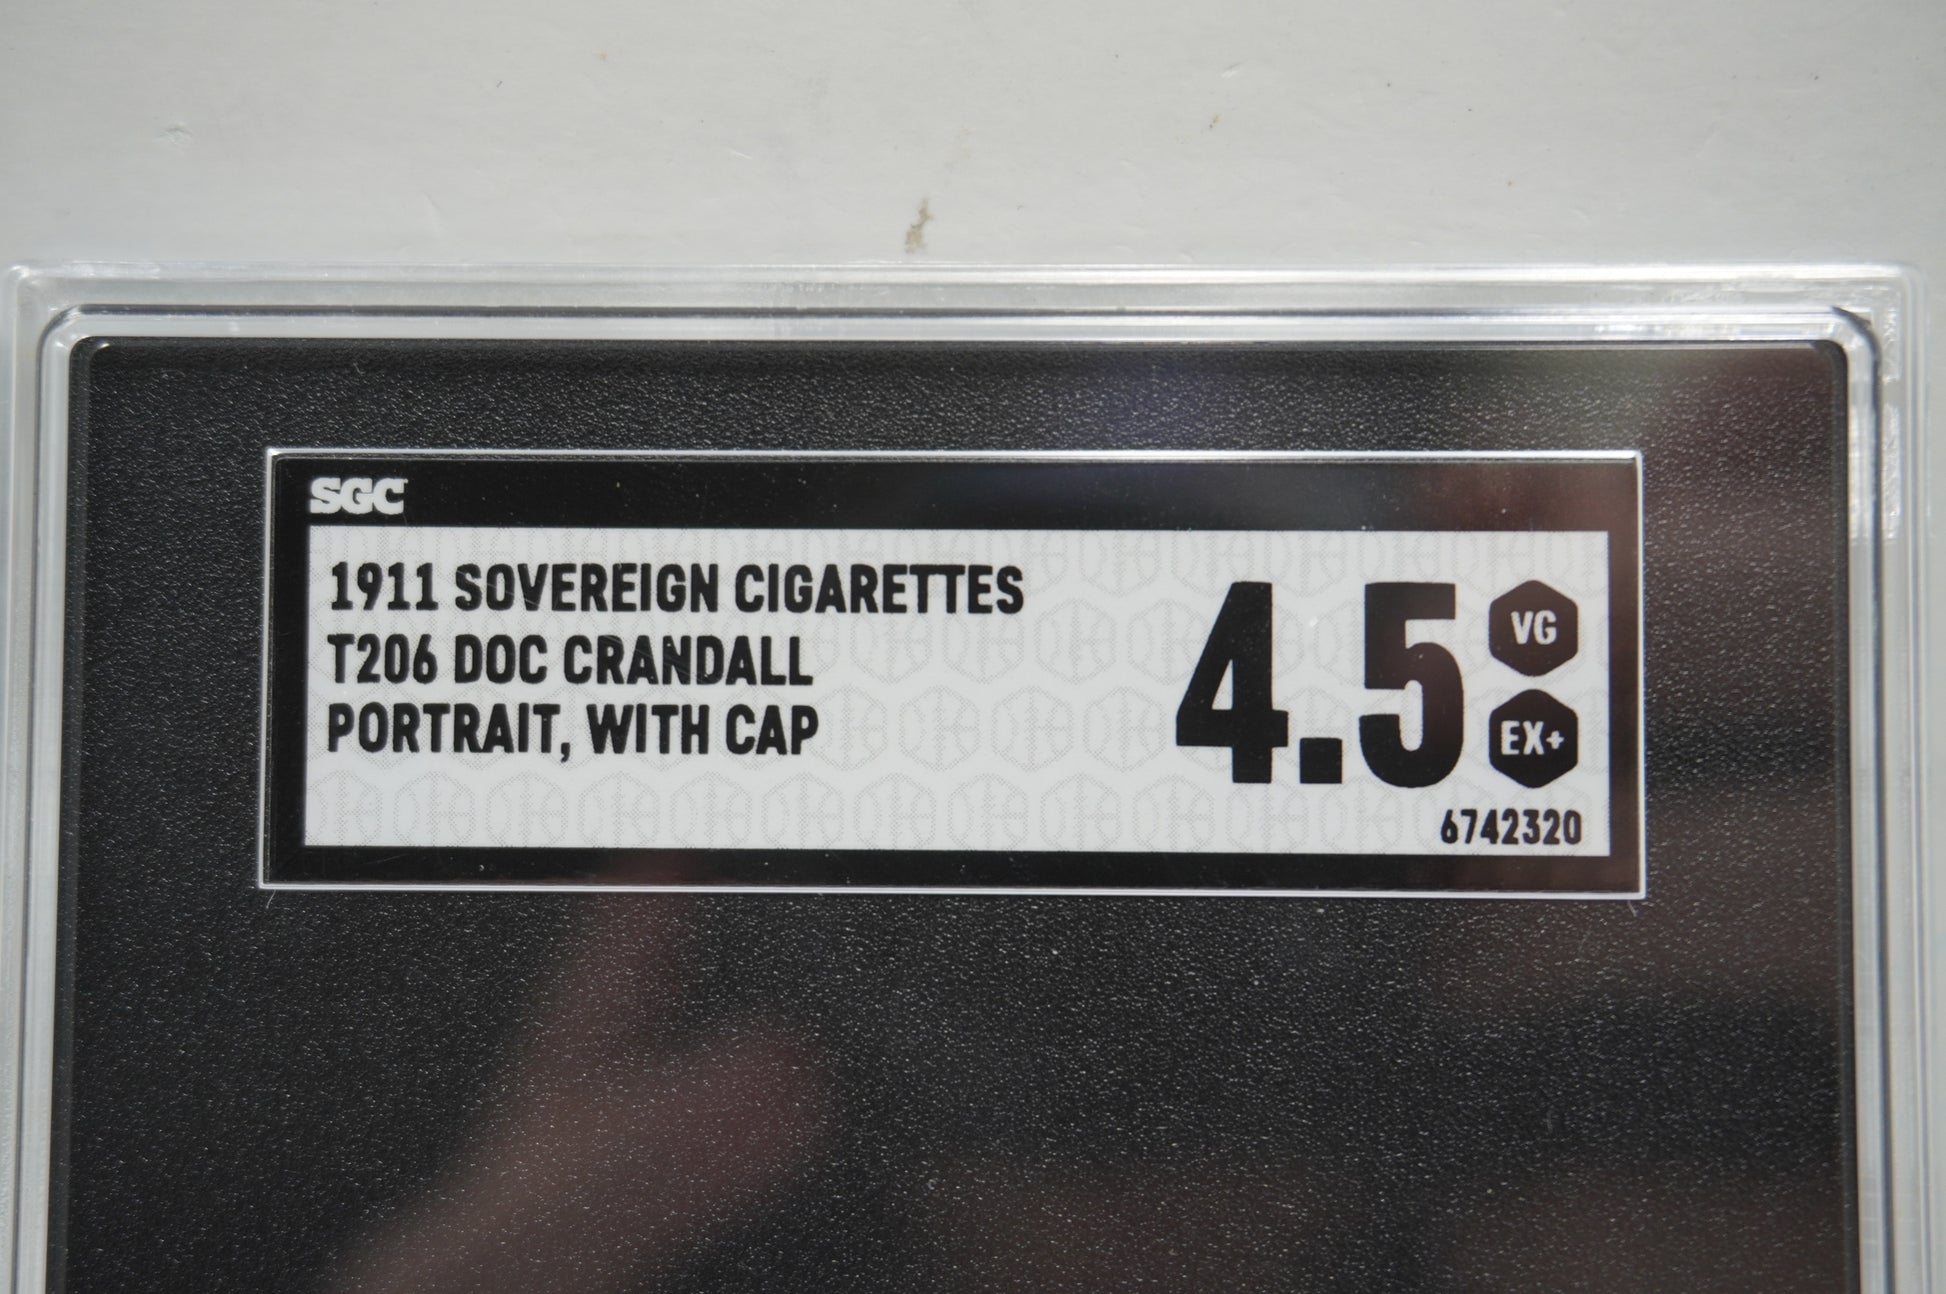 SGC
1911 SOVEREIGN CIGARETTES
T206 DOC CRANDALL
PORTRAIT, WITH CAP
4.5
VG
EX+
6742320